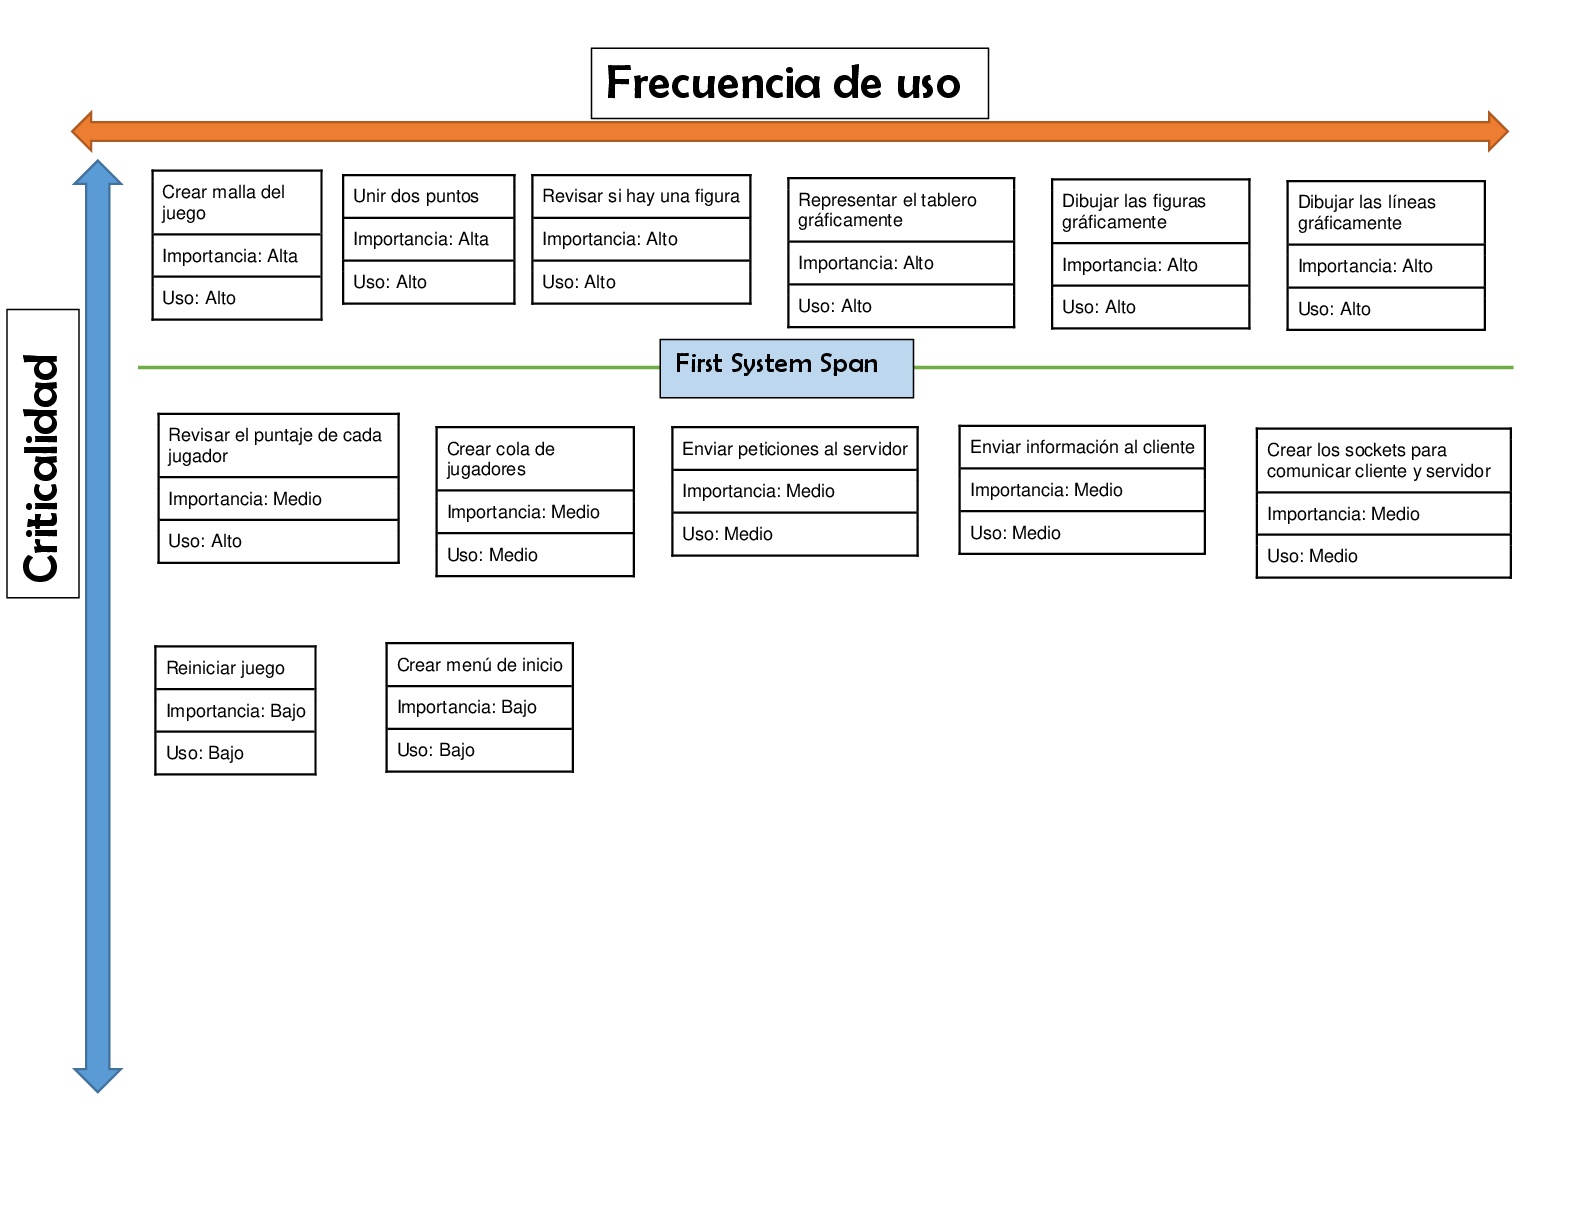 Frecuencia de uso
Criticalidad
Crear malla del
juego
Importancia: Alta
Uso: Alto
Unir dos puntos
Importancia: Alta
Uso: Alto
Revisar si hay una figura
Importancia: Alto
Uso: Alto
Representar el tablero
gráficamente
Importancia: Alto
Uso: Alto
Dibujar las figuras
gráficamente
Importancia: Alto
Uso: Alto
Dibujar las líneas
gráficamente
Importancia: Alto
Uso: Alto
First System Span
Revisar el puntaje de cada
jugador
Importancia: Medio
Uso: Alto
Crear cola de
jugadores
Importancia: Medio
Uso: Medio
Enviar peticiones al servidor
Importancia: Medio
Uso: Medio
Enviar información al cliente
Importancia: Medio
Uso: Medio
Crear los sockets para
comunicar cliente y servidor
Importancia: Medio
Uso: Medio
Reiniciar juego
Importancia: Bajo
Uso: Bajo
Crear menú de inicio
Importancia: Bajo
Uso: Bajo